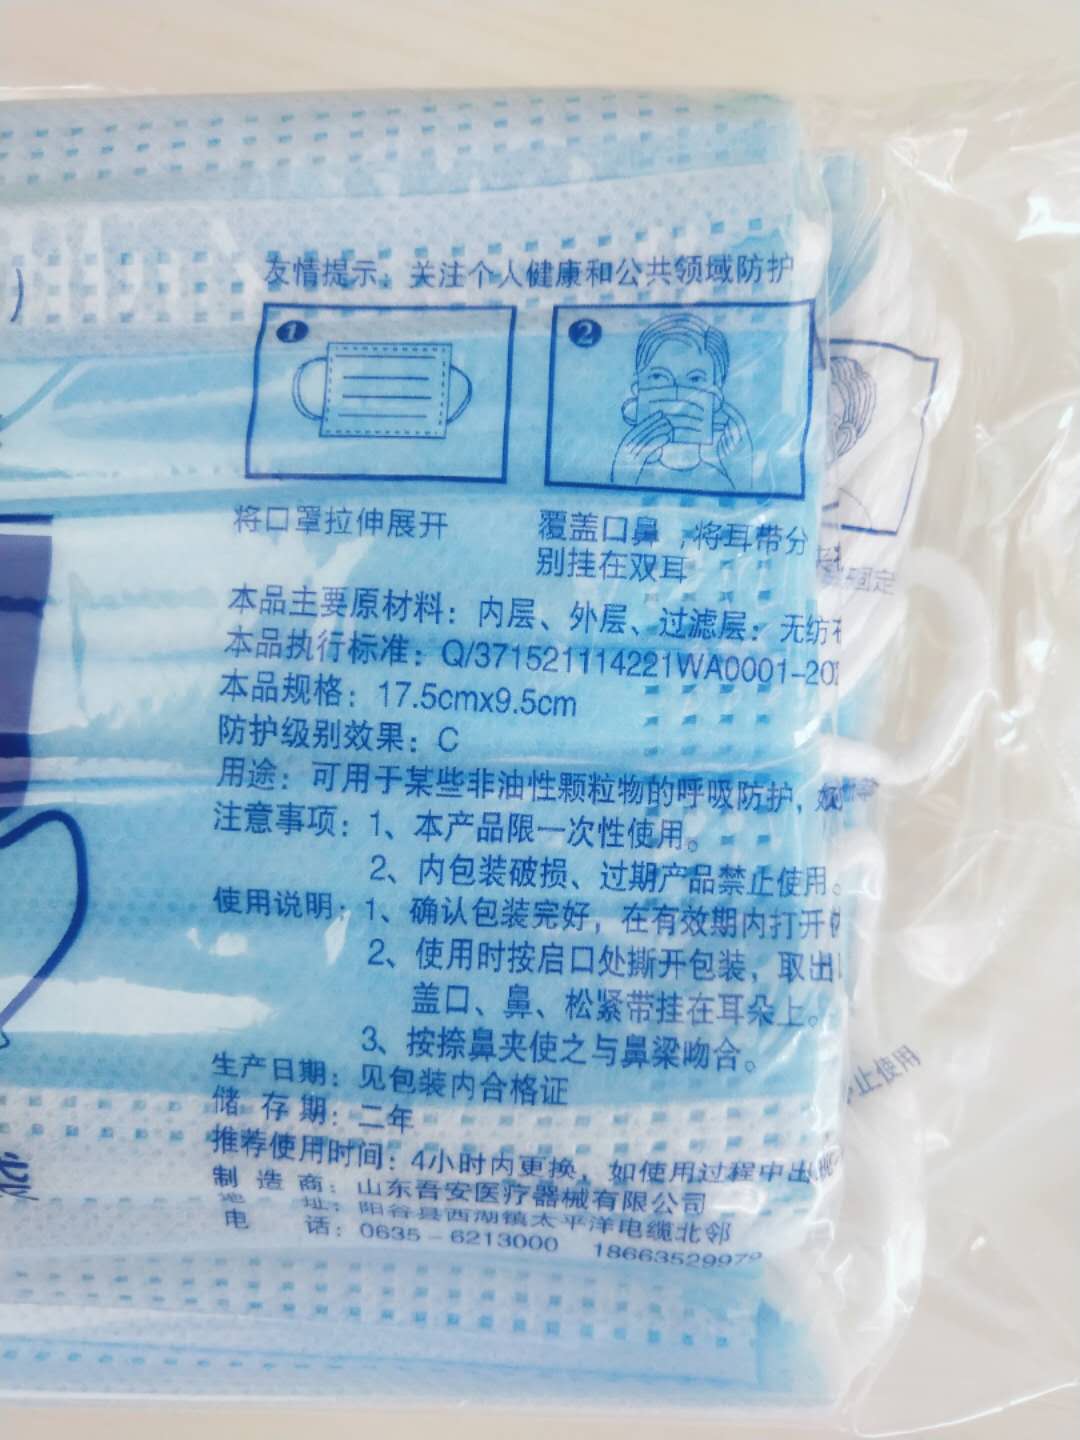 友情提示：关注个人健康和公共领域防护
1
2
将口罩拉伸展开
覆盖口鼻，将耳带分
别挂在双耳
固定
本品主要原材料：内层、外层、过滤层：无纺
本品执行标准：Q/371521114221WA0001-20
本品规格：17.5cmx9.5cm
防护级别效果：C
用途：可用于某些非油性颗粒物的呼吸防护，
注意事项：1、本产品限一次性使用。
2、内包装破损、过期产品禁止使用。
使用说明：1、确认包装完好，在有效期内打开
2、使用时按启口处撕开包装，取出
盖口、鼻、松紧带挂在耳朵上。
3、按捺鼻夹使之与鼻梁吻合。
止使用
生产日期：见包装内合格证
储存期：二年
推荐使用时间：4小时内更换，如使用过程中出
制造商：山东吾安医疗器械有限公司
地址：阳谷县西湖镇太平洋电缆北邻
电话：0635-6213000 1866352997